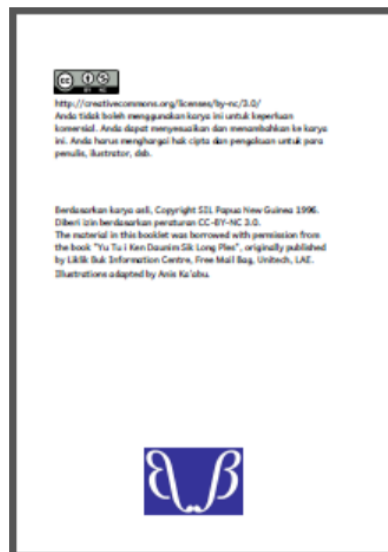 cc BY NC
http://creativecommons.org/licenses/by-nc/3.0/
Anda tidak boleh menggunakan karya ini untuk keperluan
komersial. Anda dapat menyesuaikan dan menambahkan ke karya
ini. Anda harus menghargai hak cipta dan pengakuan untuk para
penulis, ilustrator, dsb.
Berdasarkan karya asli, Copyright SIL Papua New Guinea 1996.
Diberi izin berdasarkan peraturan CC-BY-NC 3.0.
The material in this booklet was borrowed with permission from
the book "Yu Tu i Ken Daunim Sik Long Ples", originally published
by Liklik Buk Information Centre, Free Mail Bag, Unitech, LAE.
Illustrations adapted by Anis Ka'abu.